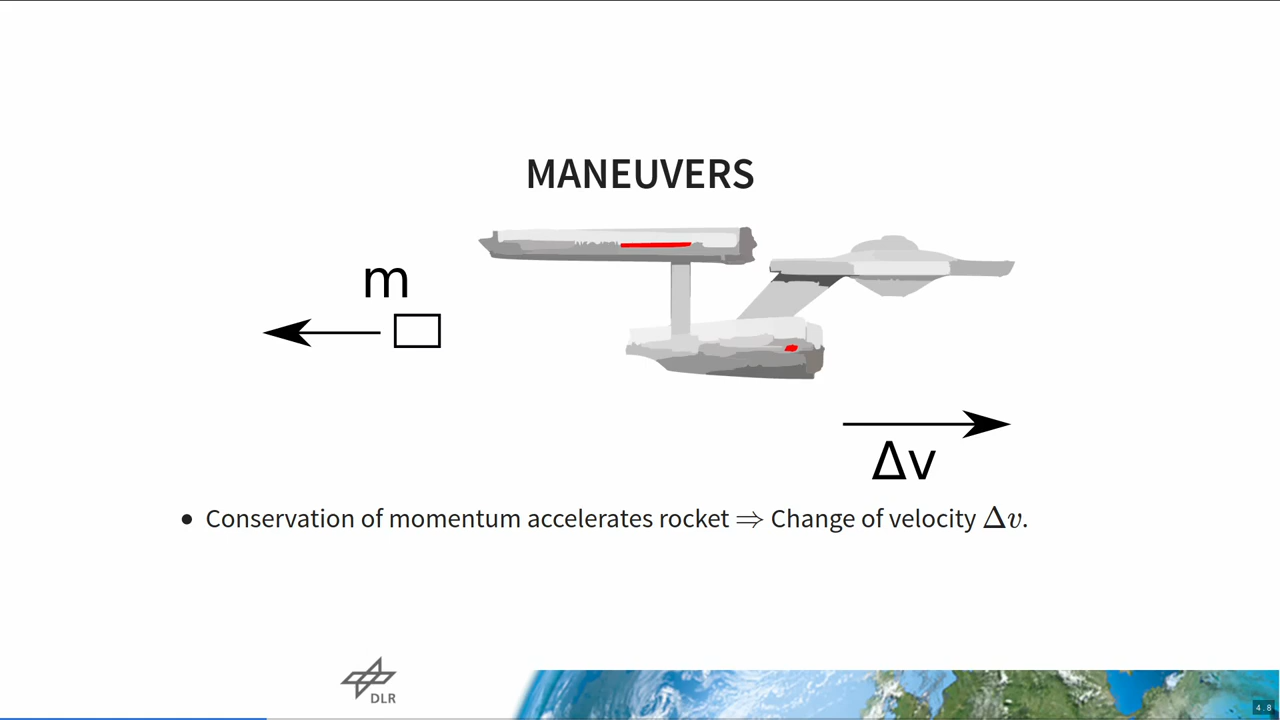 MANEUVERS
m
Δv
• Conservation of momentum accelerates rocket ⇒ Change of velocity Δv.
DLR
4.8